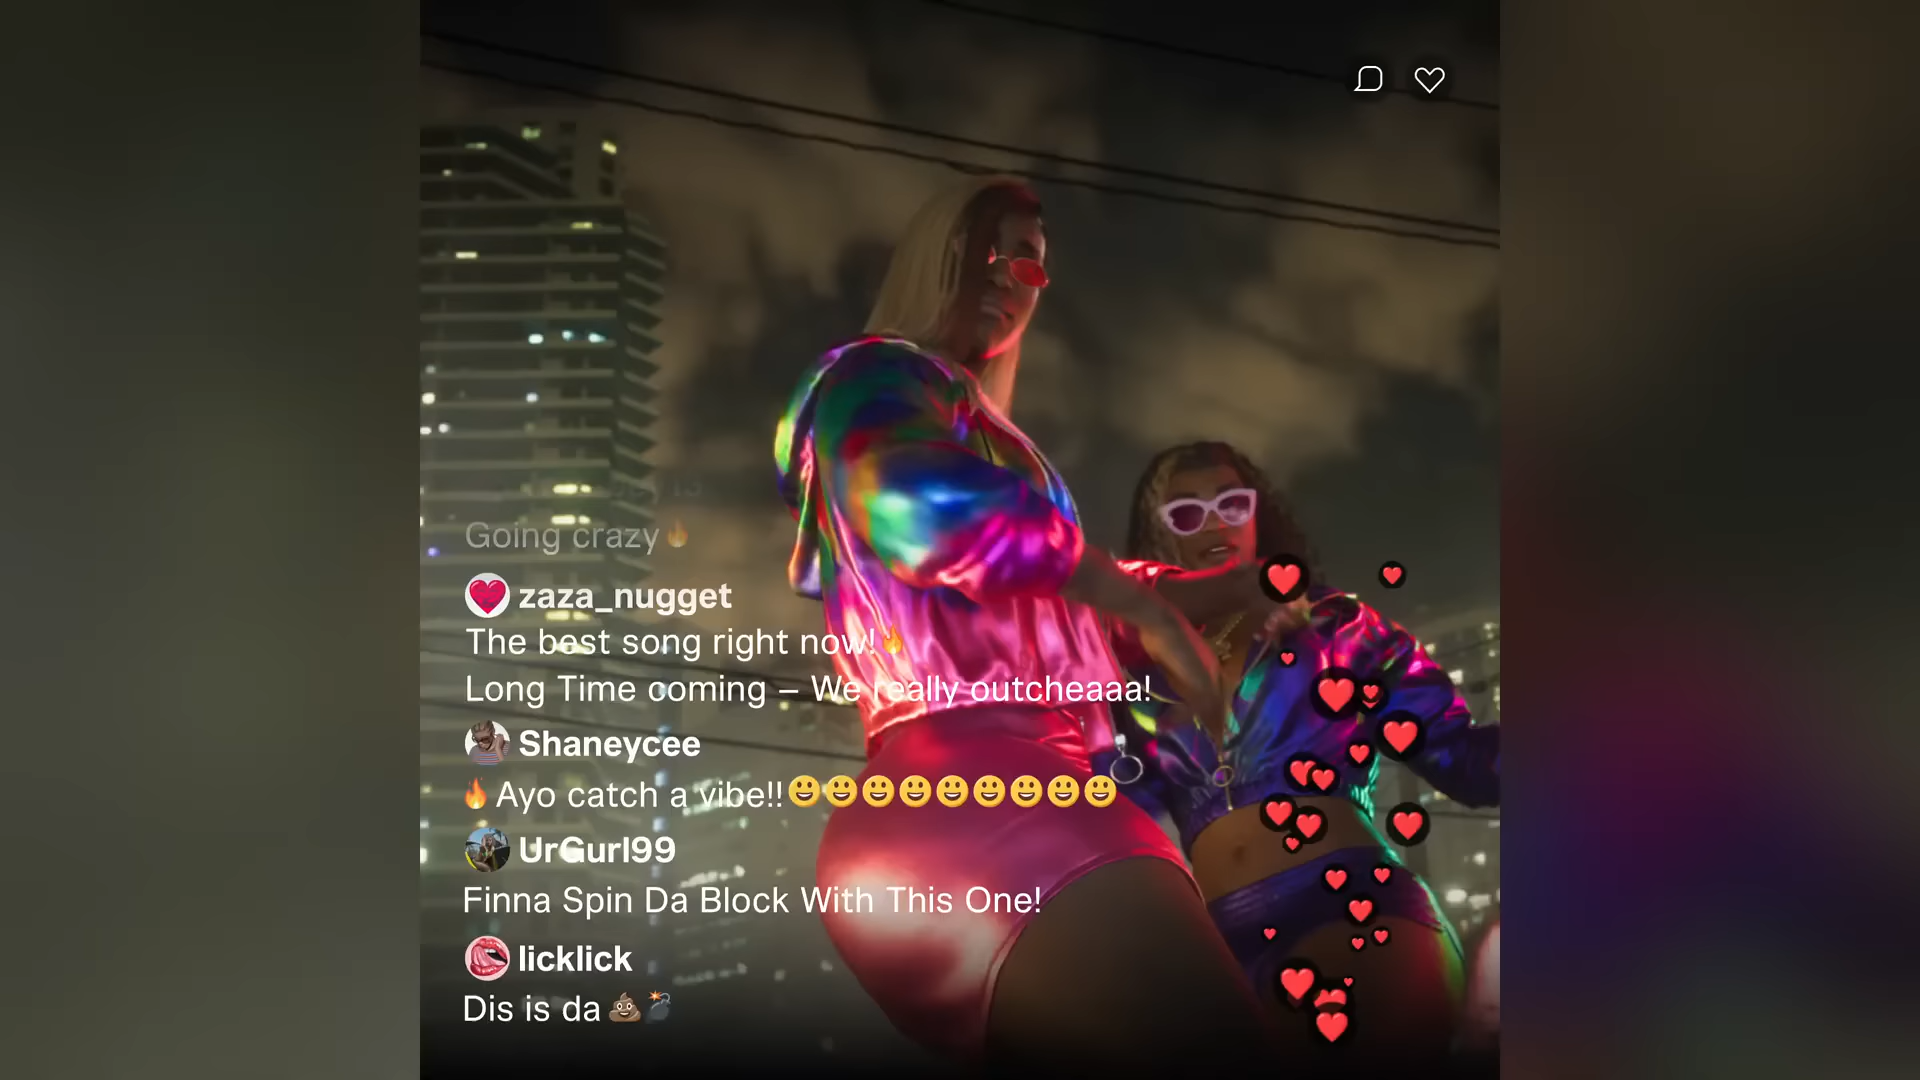 Going crazy🔥
zaza_nugget
The best song right now!🔥
Long Time coming – We really outcheaaa!
Shaneycee
🔥Ayo catch a vibe!!😀😀😀😀😀😀😀😀😀
UrGurl99
Finna Spin Da Block With This One!
licklick
Dis is da💩💣